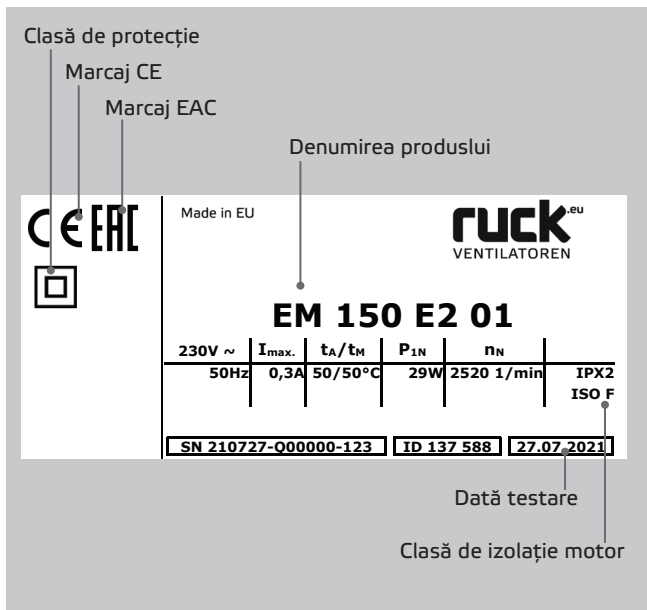 Clasă de protecție
Marcaj CE
Marcaj EAC
Denumirea produslui
CE EAC
Made in EU
ruck.eu
VENTILATOREN
EM 150 E2 01
230V ~ Imax. tA/tM P1N nN
50Hz 0,3A 50/50°C 29W 2520 1/min IPX2
ISO F
SN 210727-Q00000-123 ID 137 588 27.07.2021
Dată testare
Clasă de izolație motor